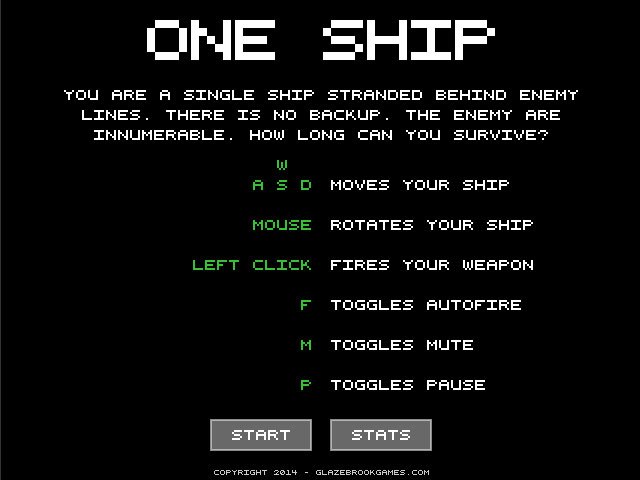 ONE SHIP
YOU ARE A SINGLE SHIP STRANDED BEHIND ENEMY
LINES. THERE IS NO BACKUP. THE ENEMY ARE
INNUMERABLE. HOW LONG CAN YOU SURVIVE?
W
A S D MOVES YOUR SHIP
MOUSE ROTATES YOUR SHIP
LEFT CLICK FIRES YOUR WEAPON
F TOGGLES AUTOFIRE
M TOGGLES MUTE
P TOGGLES PAUSE
START STATS
COPYRIGHT 2014 - GLAZEBROOKGAMES.COM